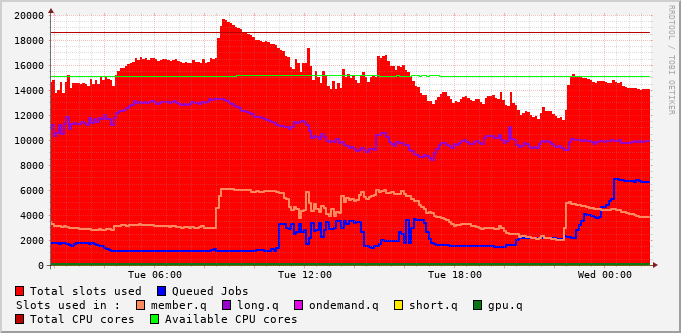 20000
18000
16000
14000
12000
10000
8000
6000
4000
2000
0
Tue 06:00 Tue 12:00 Tue 18:00 Wed 00:00
Total slots used Queued Jobs
Slots used in : member.q long.q ondemand.q short.q gpu.q
Total CPU cores Available CPU cores
RRDTOOL / TOBI OETIKER